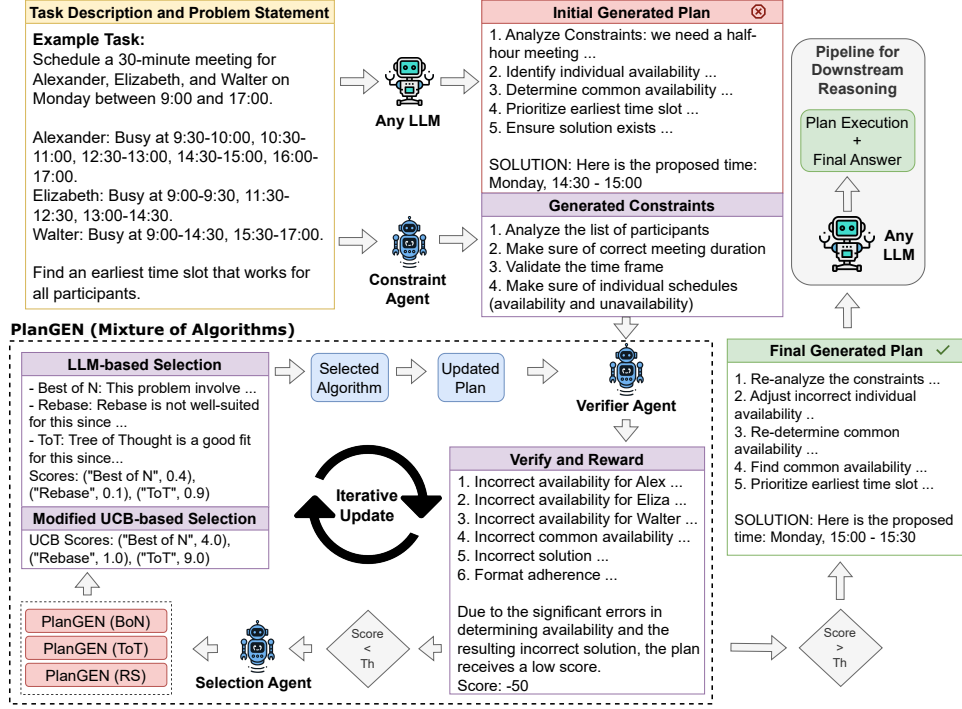 Task Description and Problem Statement
Example Task:
Schedule a 30-minute meeting for
Alexander, Elizabeth, and Walter on
Monday between 9:00 and 17:00.
Alexander: Busy at 9:30-10:00, 10:30-
11:00, 12:30-13:00, 14:30-15:00, 16:00-
17:00.
Elizabeth: Busy at 9:00-9:30, 11:30-
12:30, 13:00-14:30.
Walter: Busy at 9:00-14:30, 15:30-17:00.
Find an earliest time slot that works for
all participants.
Any LLM
Constraint
Agent
Initial Generated Plan
1. Analyze Constraints: we need a half-
hour meeting ...
2. Identify individual availability ...
3. Determine common availability ...
4. Prioritize earliest time slot ...
5. Ensure solution exists ...
SOLUTION: Here is the proposed time:
Monday, 14:30 - 15:00
Generated Constraints
1. Analyze the list of participants
2. Make sure of correct meeting duration
3. Validate the time frame
4. Make sure of individual schedules
(availability and unavailability)
Pipeline for
Downstream
Reasoning
Plan Execution
+
Final Answer
Any
LLM
PlanGEN (Mixture of Algorithms)
LLM-based Selection
- Best of N: This problem involve ...
- Rebase: Rebase is not well-suited
for this since ...
- ToT: Tree of Thought is a good fit
for this since...
Scores: ("Best of N", 0.4),
("Rebase", 0.1), ("ToT", 0.9)
Modified UCB-based Selection
UCB Scores: ("Best of N", 4.0),
("Rebase", 1.0), ("ToT", 9.0)
Selected
Algorithm
Updated
Plan
Verifier Agent
Iterative
Update
Verify and Reward
1. Incorrect availability for Alex ...
2. Incorrect availability for Eliza ...
3. Incorrect availability for Walter ...
4. Incorrect common availability ...
5. Incorrect solution ...
6. Format adherence ...
Due to the significant errors in
determining availability and the
resulting incorrect solution, the plan
receives a low score.
Score: -50
PlanGEN (BoN)
PlanGEN (ToT)
PlanGEN (RS)
Selection Agent
Score
<
Th
Score
>
Th
Final Generated Plan
1. Re-analyze the constraints ...
2. Adjust incorrect individual
availability ..
3. Re-determine common
availability ...
4. Find common availability ...
5. Prioritize earliest time slot ...
SOLUTION: Here is the proposed
time: Monday, 15:00 - 15:30